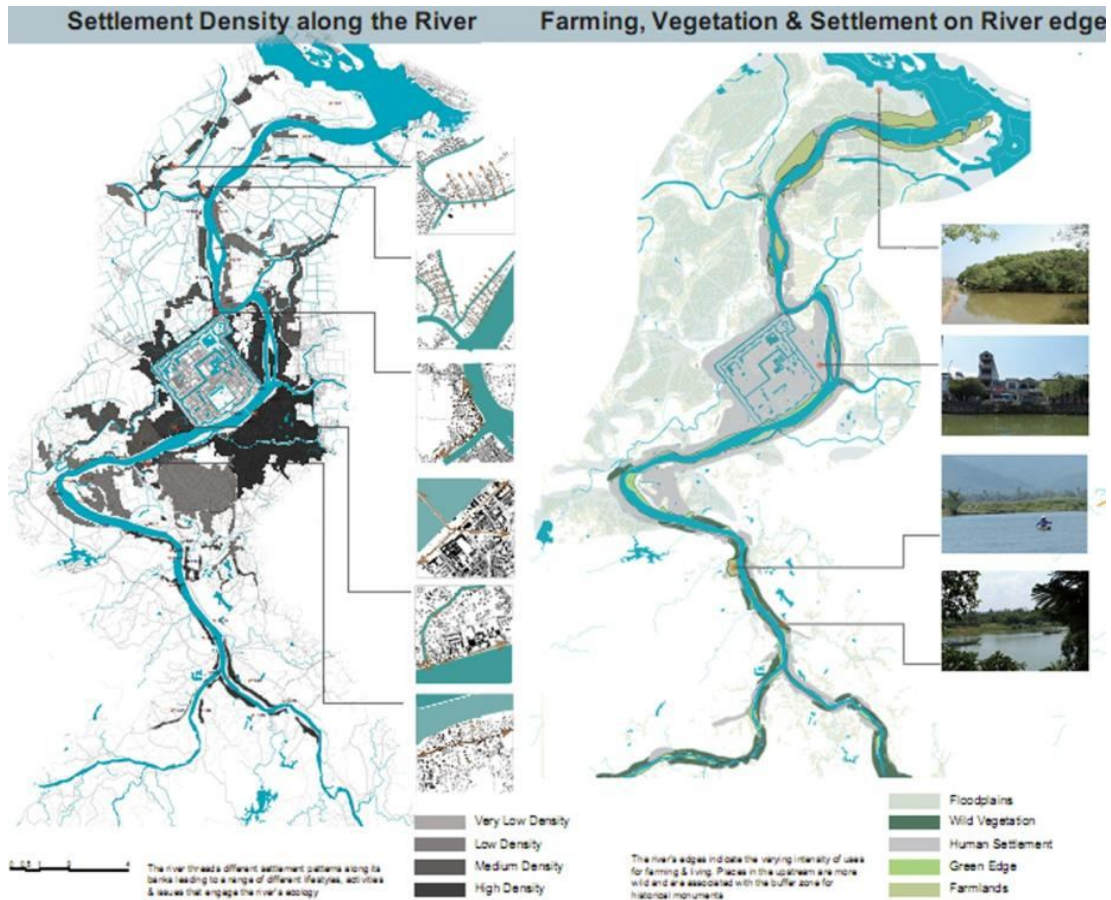 Settlement Density along the River
Farming, Vegetation & Settlement on River edge
Very Low Density
Low Density
Medium Density
High Density
The river threads different settlement patterns along its
banks leading to a range of different lifestyles, activities
& issues that engage the river's ecology
Floodplains
Wild Vegetation
Human Settlement
Green Edge
Farmlands
The river's edges indicate the varying intensity of uses
for farming & living. Places in the upstream are more
wild and are associated with the buffer zone for
historical monuments